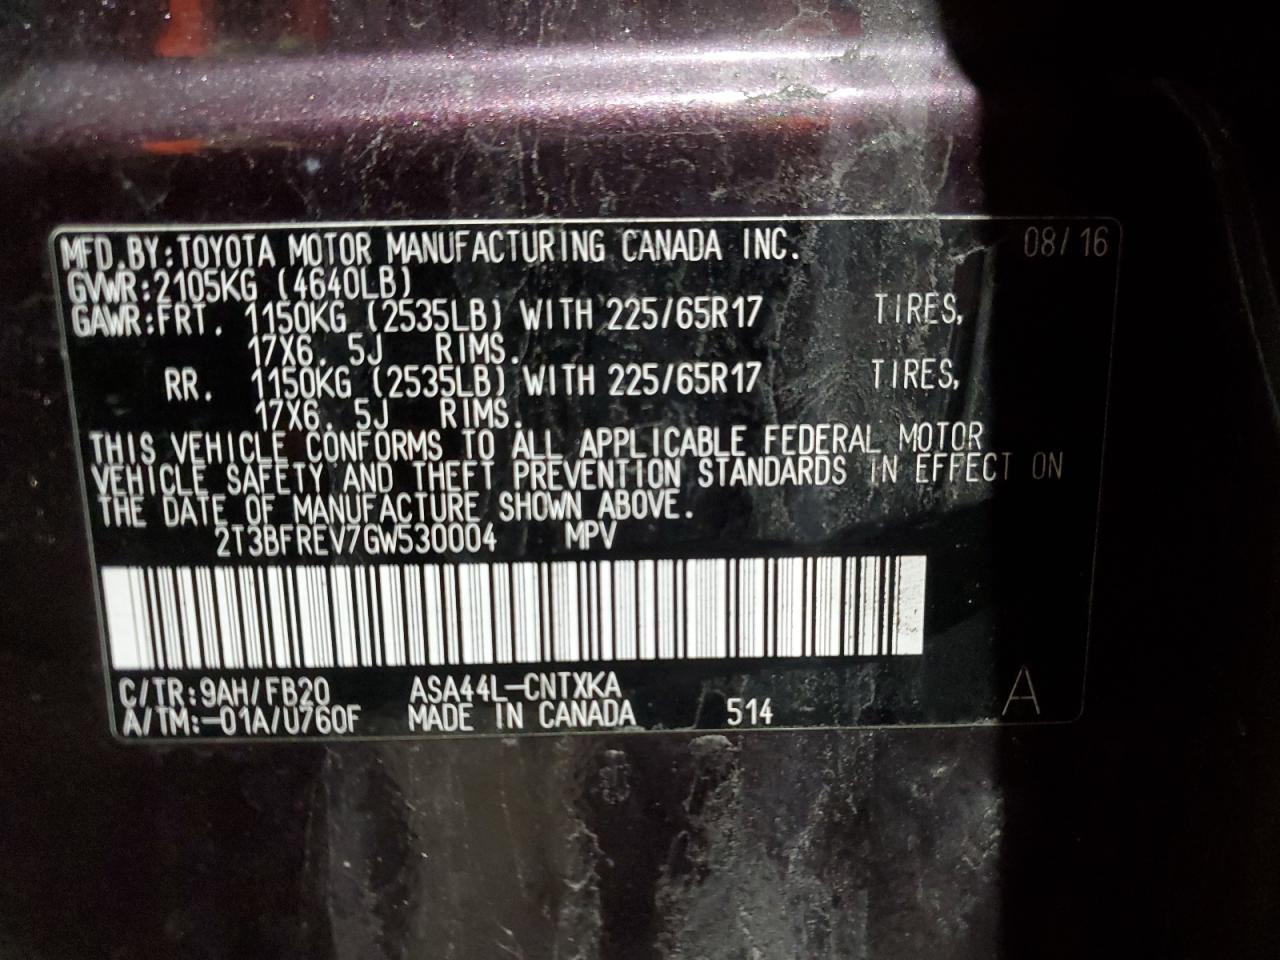 MFD.BY:TOYOTA MOTOR MANUFACTURING CANADA INC. 08/16
GVWR:2105KG (4640LB)
GAWR:FRT. 1150KG (2535LB) WITH 225/65R17 TIRES,
17X6. 5J RIMS.
RR. 1150KG (2535LB) WITH 225/65R17 TIRES,
17X6. 5J RIMS.
THIS VEHICLE CONFORMS TO ALL APPLICABLE FEDERAL MOTOR
VEHICLE SAFETY AND THEFT PREVENTION STANDARDS IN EFFECT ON
THE DATE OF MANUFACTURE SHOWN ABOVE.
2T3BFREV7GW530004 MPV
C/TR:9AH/FB20 ASA44L-CNTXKA
A/TM:-01A/U760F MADE IN CANADA 514 A